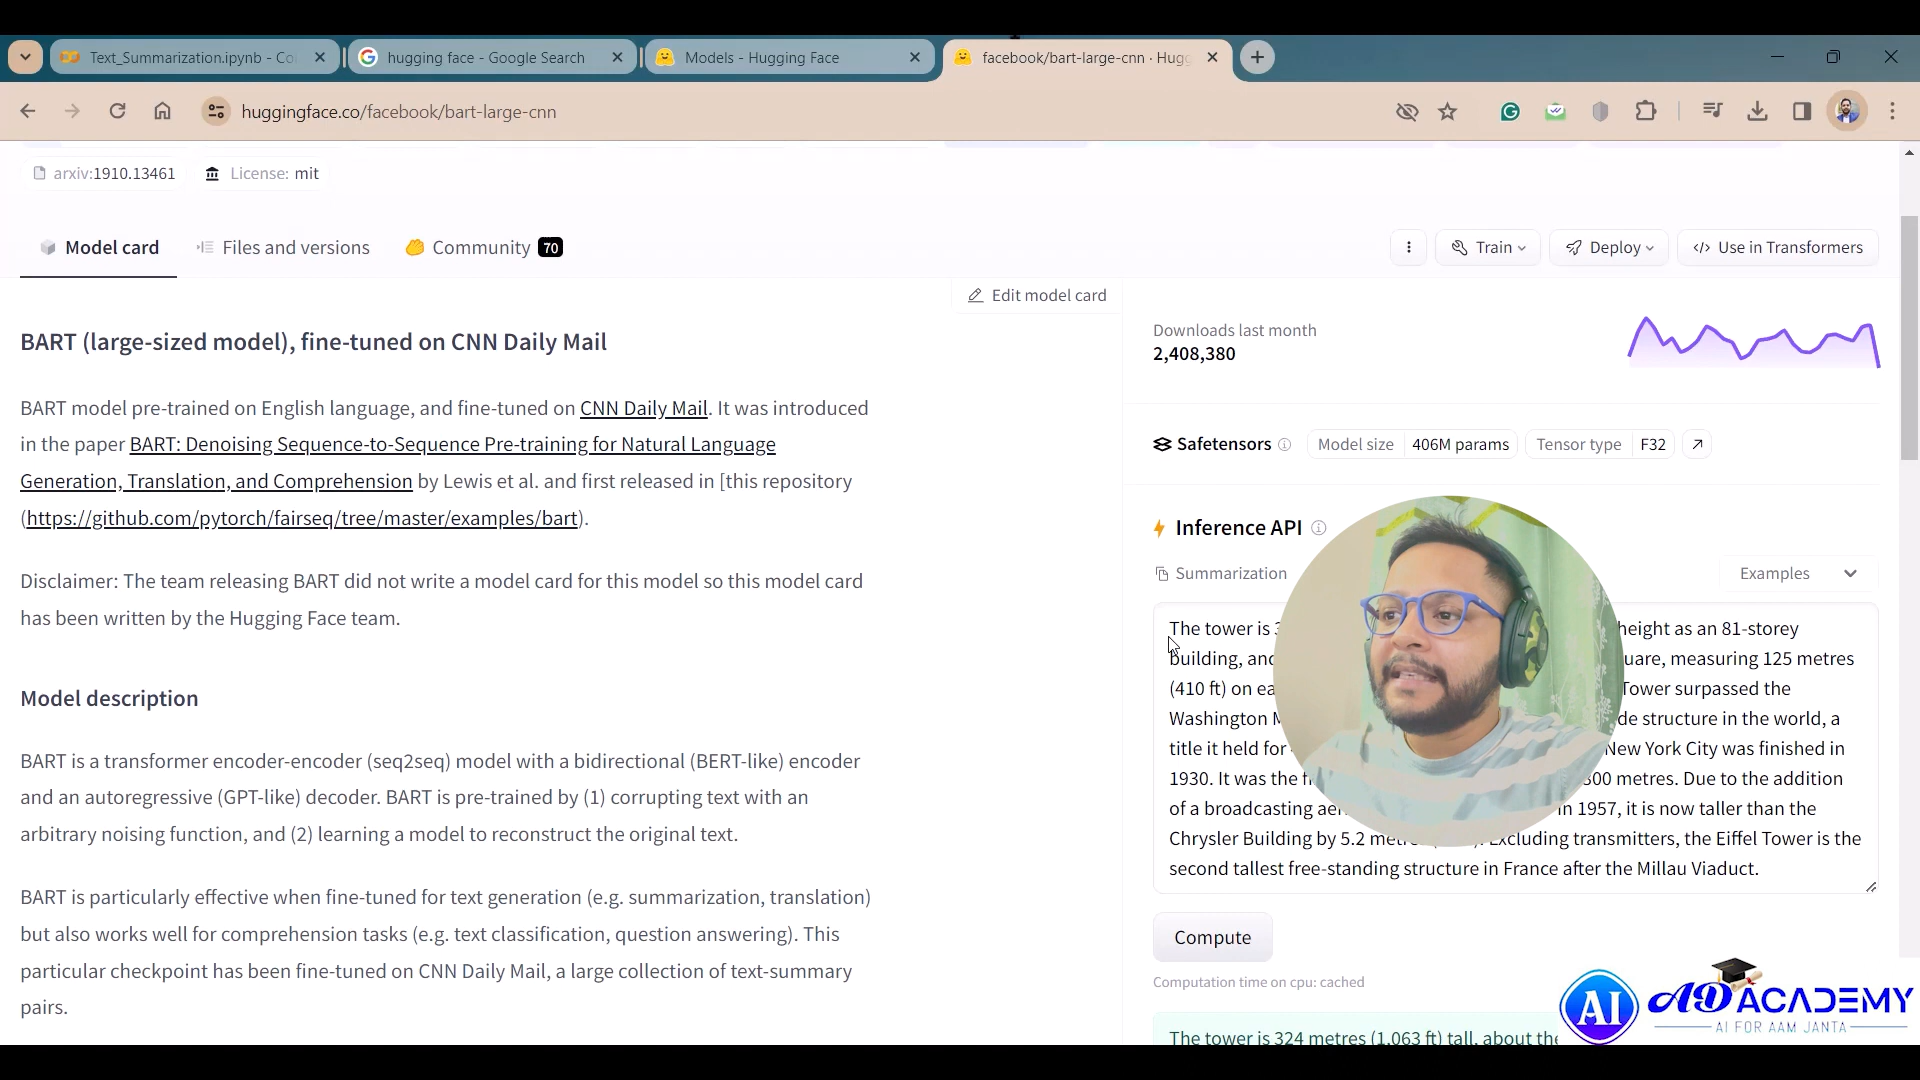 Text_Summarization.ipynb - Co
hugging face - Google Search
Models - Hugging Face
facebook/bart-large-cnn · Hugg
huggingface.co/facebook/bart-large-cnn
arxiv:1910.13461
License: mit
Model card
Files and versions
Community 70
Train
Deploy
</> Use in Transformers
Edit model card
BART (large-sized model), fine-tuned on CNN Daily Mail
BART model pre-trained on English language, and fine-tuned on CNN Daily Mail. It was introduced
in the paper BART: Denoising Sequence-to-Sequence Pre-training for Natural Language
Generation, Translation, and Comprehension by Lewis et al. and first released in [this repository
(https://github.com/pytorch/fairseq/tree/master/examples/bart).
Disclaimer: The team releasing BART did not write a model card for this model so this model card
has been written by the Hugging Face team.
Model description
BART is a transformer encoder-encoder (seq2seq) model with a bidirectional (BERT-like) encoder
and an autoregressive (GPT-like) decoder. BART is pre-trained by (1) corrupting text with an
arbitrary noising function, and (2) learning a model to reconstruct the original text.
BART is particularly effective when fine-tuned for text generation (e.g. summarization, translation)
but also works well for comprehension tasks (e.g. text classification, question answering). This
particular checkpoint has been fine-tuned on CNN Daily Mail, a large collection of text-summary
pairs.
Downloads last month
2,408,380
Safetensors
Model size 406M params
Tensor type F32
Inference API
Summarization
Examples
The tower is height as an 81-storey
building, and measuring 125 metres
(410 ft) on Tower surpassed the
Washington structure in the world, a
title it held for New York City was finished in
1930. It was the 300 metres. Due to the addition
of a broadcasting in 1957, it is now taller than the
Chrysler Building by 5.2 Excluding transmitters, the Eiffel Tower is the
second tallest free-standing structure in France after the Millau Viaduct.
Compute
Computation time on cpu: cached
The tower is 324 metres (1,063 ft) tall, about the
AI
AD ACADEMY
AI FOR AAM JANTA